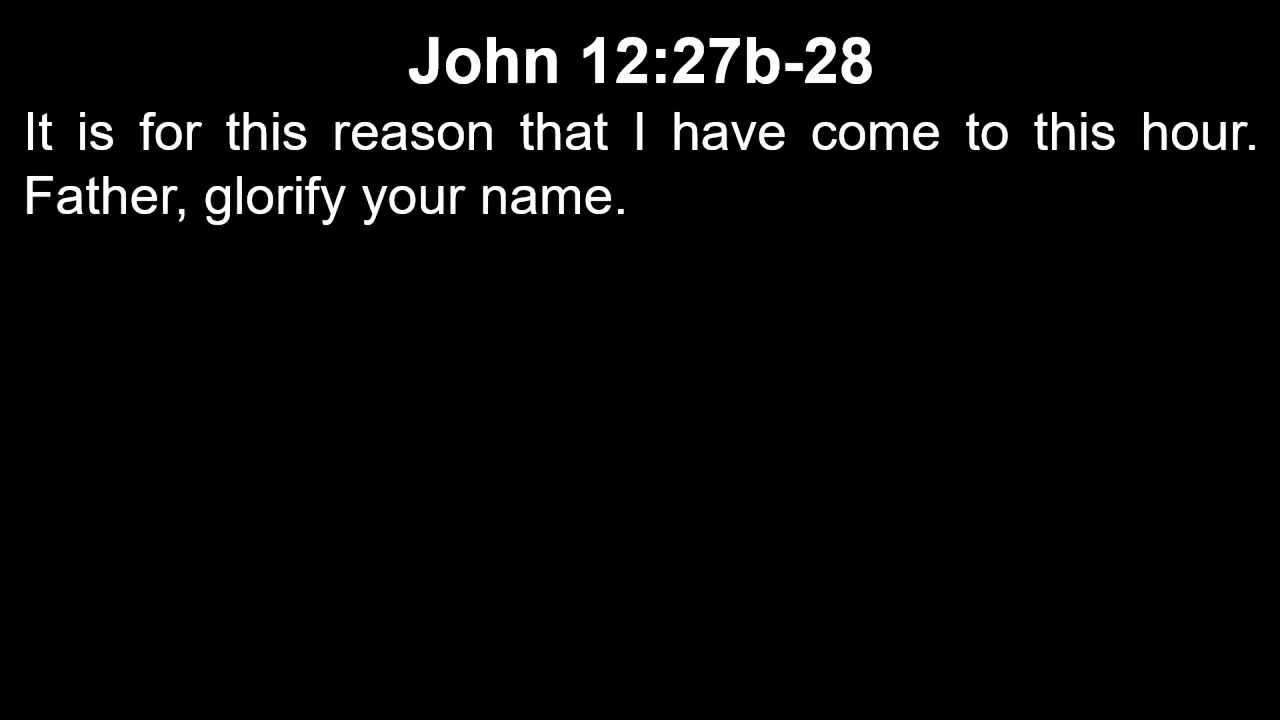 John 12:27b-28
It is for this reason that I have come to this hour.
Father, glorify your name.